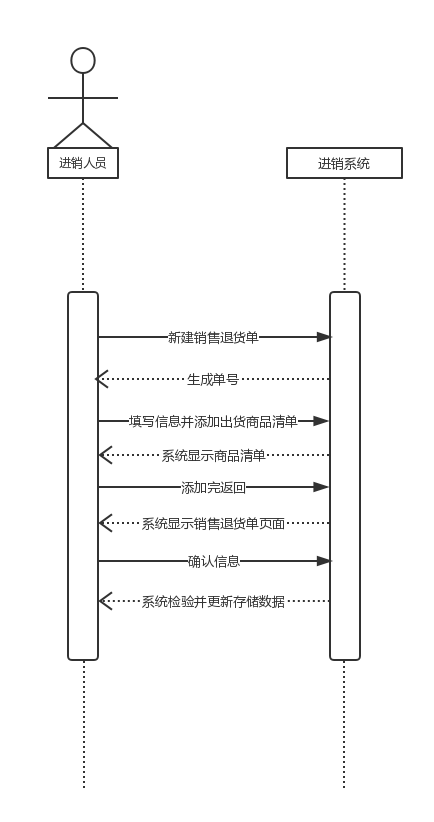 进销人员
进销系统
新建销售退货单
生成单号
填写信息并添加出货商品清单
系统显示商品清单
添加完返回
系统显示销售退货单页面
确认信息
系统检验并更新存储数据